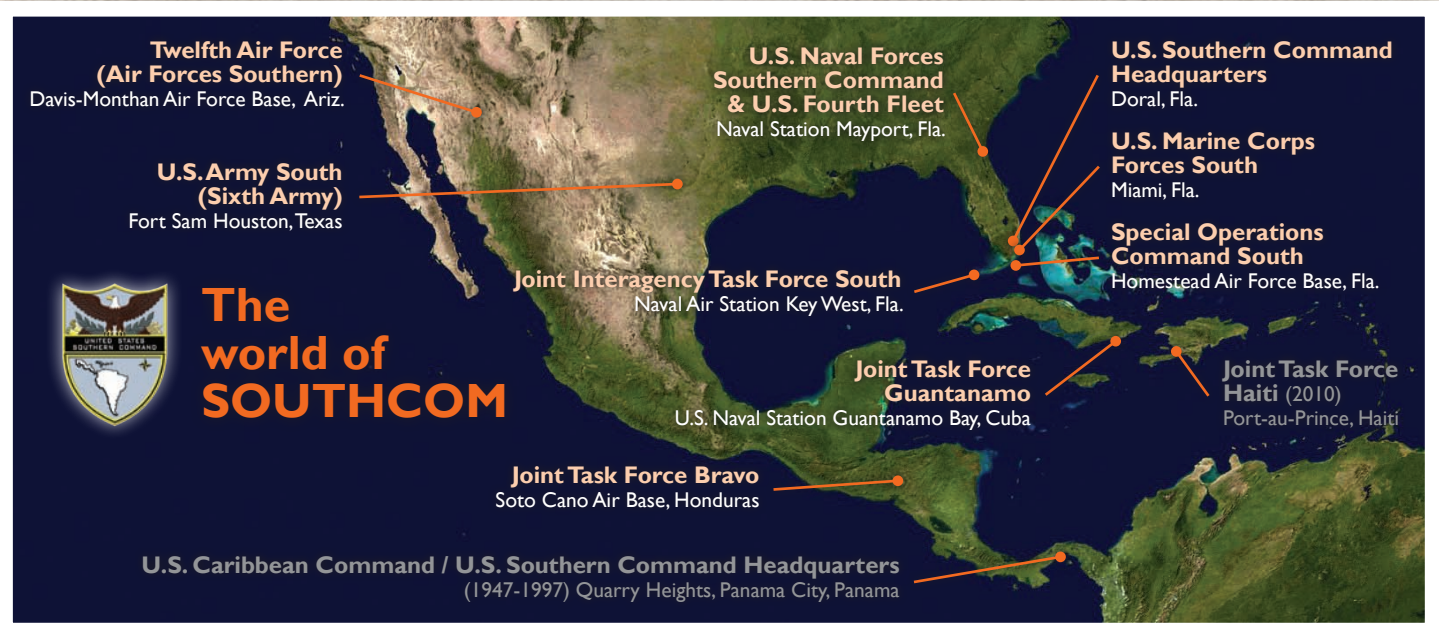 Twelfth Air Force
(Air Forces Southern)
Davis-Monthan Air Force Base, Ariz.
U.S. Army South
(Sixth Army)
Fort Sam Houston, Texas
UNITED STATES
SOUTHERN COMMAND
The
world of
SOUTHCOM
U.S. Naval Forces
Southern Command
& U.S. Fourth Fleet
Naval Station Mayport, Fla.
U.S. Southern Command
Headquarters
Doral, Fla.
U.S. Marine Corps
Forces South
Miami, Fla.
Special Operations
Command South
Homestead Air Force Base, Fla.
Joint Interagency Task Force South
Naval Air Station Key West, Fla.
Joint Task Force
Guantanamo
U.S. Naval Station Guantanamo Bay, Cuba
Joint Task Force
Haiti (2010)
Port-au-Prince, Haiti
Joint Task Force Bravo
Soto Cano Air Base, Honduras
U.S. Caribbean Command / U.S. Southern Command Headquarters
(1947-1997) Quarry Heights, Panama City, Panama